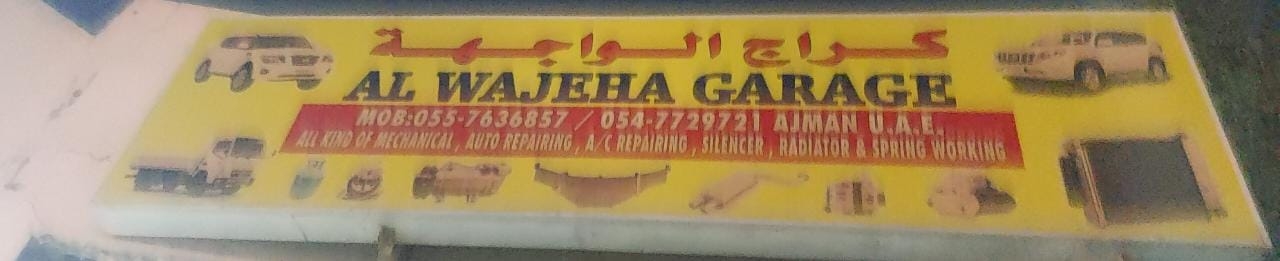 كراج الواجهة
AL WAJEHA GARAGE
MOB:055-7636857 / 054-7729721 AJMAN U.A.E.
ALL KIND OF MECHANICAL, AUTO REPAIRING, A/C REPAIRING, SILENCER, RADIATOR & SPRING WORKING